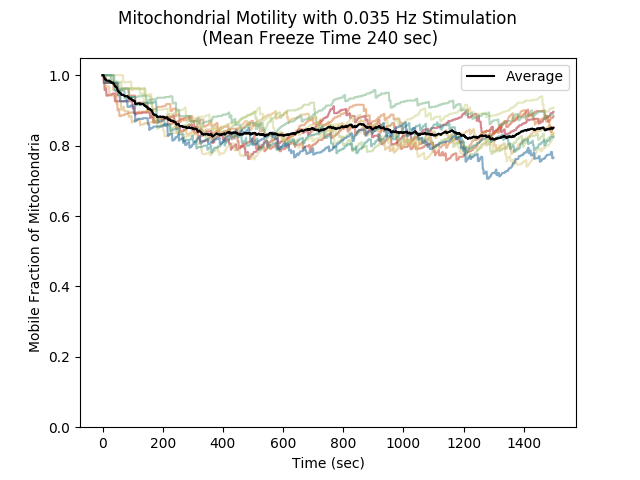 Mitochondrial Motility with 0.035 Hz Stimulation
(Mean Freeze Time 240 sec)
Average
Mobile Fraction of Mitochondria
1.0
0.8
0.6
0.4
0.2
0.0
0 200 400 600 800 1000 1200 1400
Time (sec)